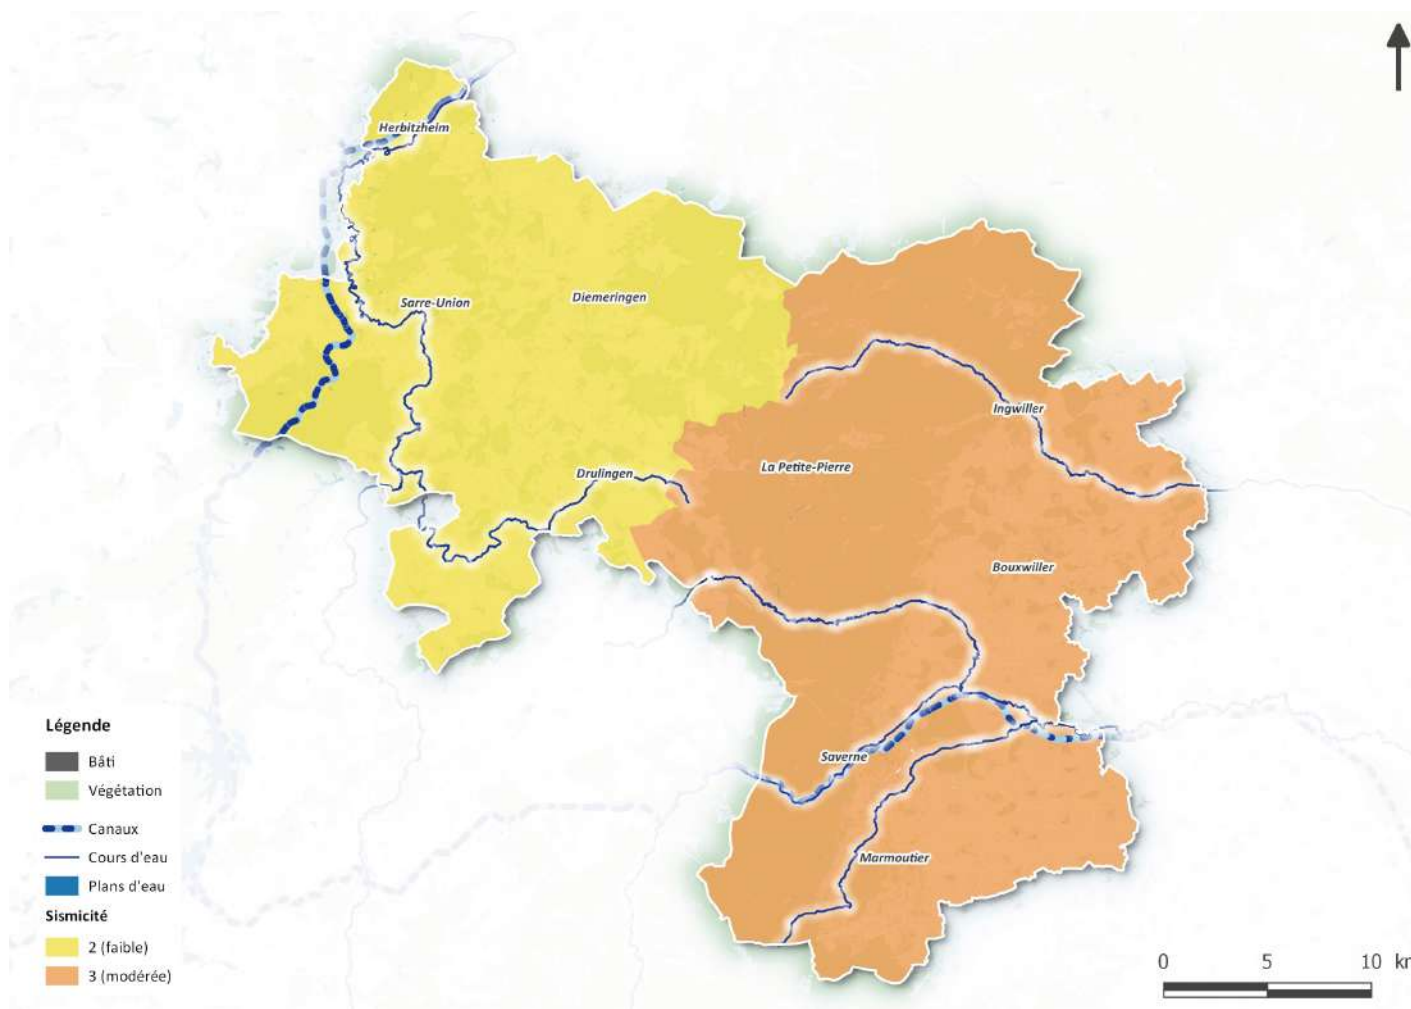 Herbitzheim
Sarre-Union
Diemeringen
Ingwiller
La Petite-Pierre
Drulingen
Bouxwiller
Saverne
Marmoutier
Légende
Bâti
Végétation
Canaux
Cours d'eau
Plans d'eau
Sismicité
2 (faible)
3 (modérée)
0 5 10 km